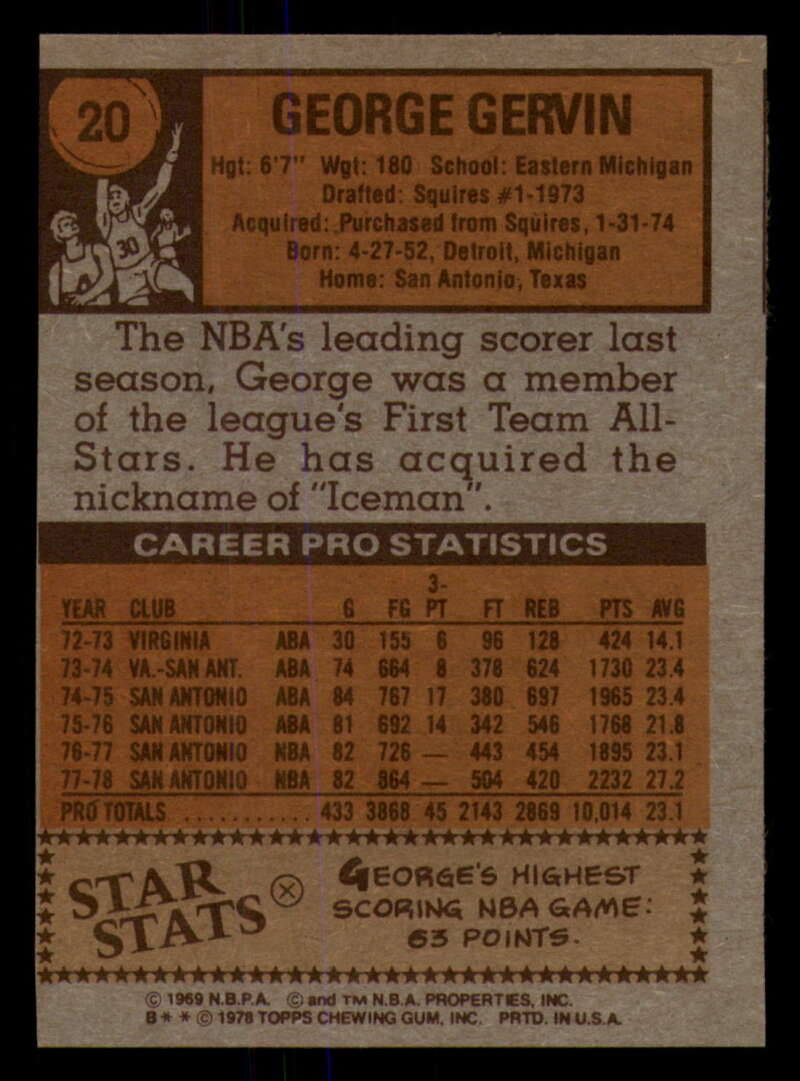 20
GEORGE GERVIN
Hgt: 6'7" Wgt: 180 School: Eastern Michigan
Drafted: Squires #1-1973
Acquired: Purchased from Squires, 1-31-74
Born: 4-27-52, Detroit, Michigan
Home: San Antonio, Texas
30
The NBA's leading scorer last
season, George was a member
of the league's First Team All-
Stars. He has acquired the
nickname of "Iceman".
CAREER PRO STATISTICS
YEAR CLUB G FG 3-PT FT REB PTS AVG
72-73 VIRGINIA ABA 30 155 6 96 128 424 14.1
73-74 VA.-SAN ANT. ABA 74 664 8 378 624 1730 23.4
74-75 SAN ANTONIO ABA 84 767 17 380 697 1965 23.4
75-76 SAN ANTONIO ABA 81 692 14 342 546 1768 21.8
76-77 SAN ANTONIO NBA 82 726 — 443 454 1895 23.1
77-78 SAN ANTONIO NBA 82 864 — 504 420 2232 27.2
PRO TOTALS ........... 433 3868 45 2143 2869 10,014 23.1
STAR
STATS
GEORGE'S HIGHEST
SCORING NBA GAME:
63 POINTS.
© 1969 N.B.P.A. © and TM N.B.A. PROPERTIES, INC.
B* * © 1978 TOPPS CHEWING GUM, INC. PRTD. IN U.S.A.